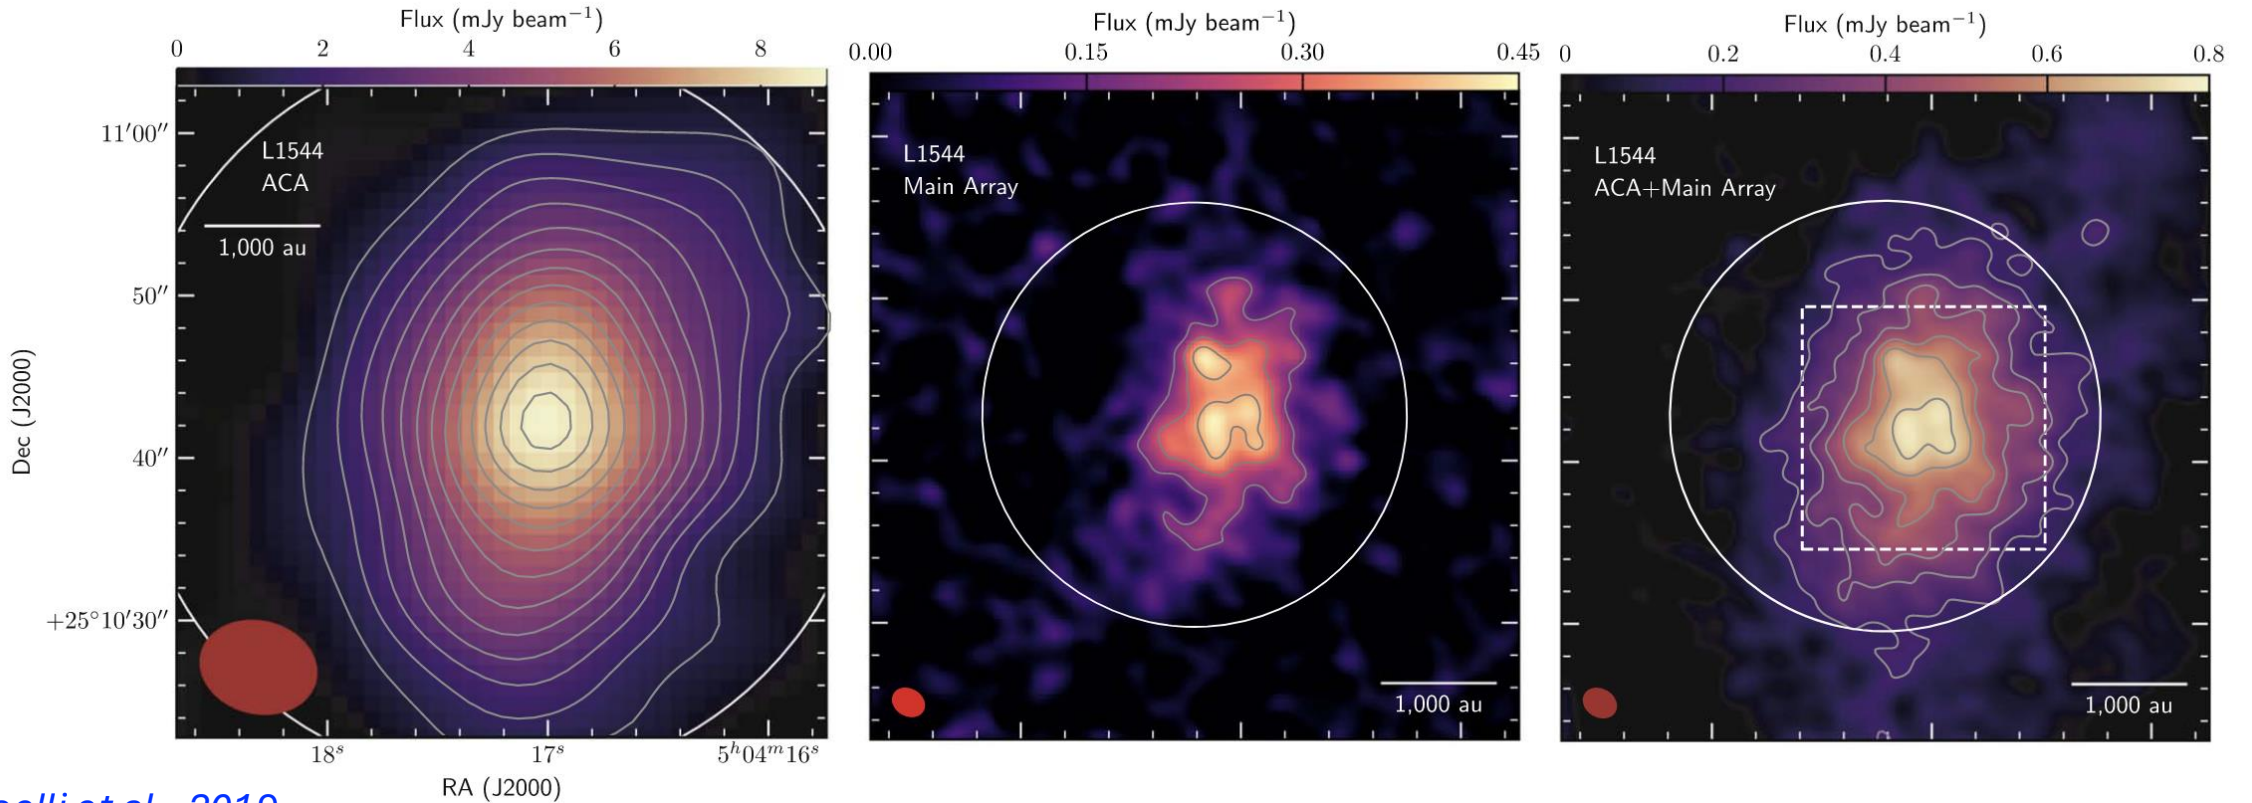 Flux (mJy beam⁻¹)
0 2 4 6 8
L1544
ACA
1,000 au
11′00″
50″
40″
+25°10′30″
Dec (J2000)
18ˢ 17ˢ 5ʰ04ᵐ16ˢ
RA (J2000)
Flux (mJy beam⁻¹)
0.00 0.15 0.30 0.45
L1544
Main Array
1,000 au
Flux (mJy beam⁻¹)
0 0.2 0.4 0.6 0.8
L1544
ACA+Main Array
1,000 au
et al., 2019